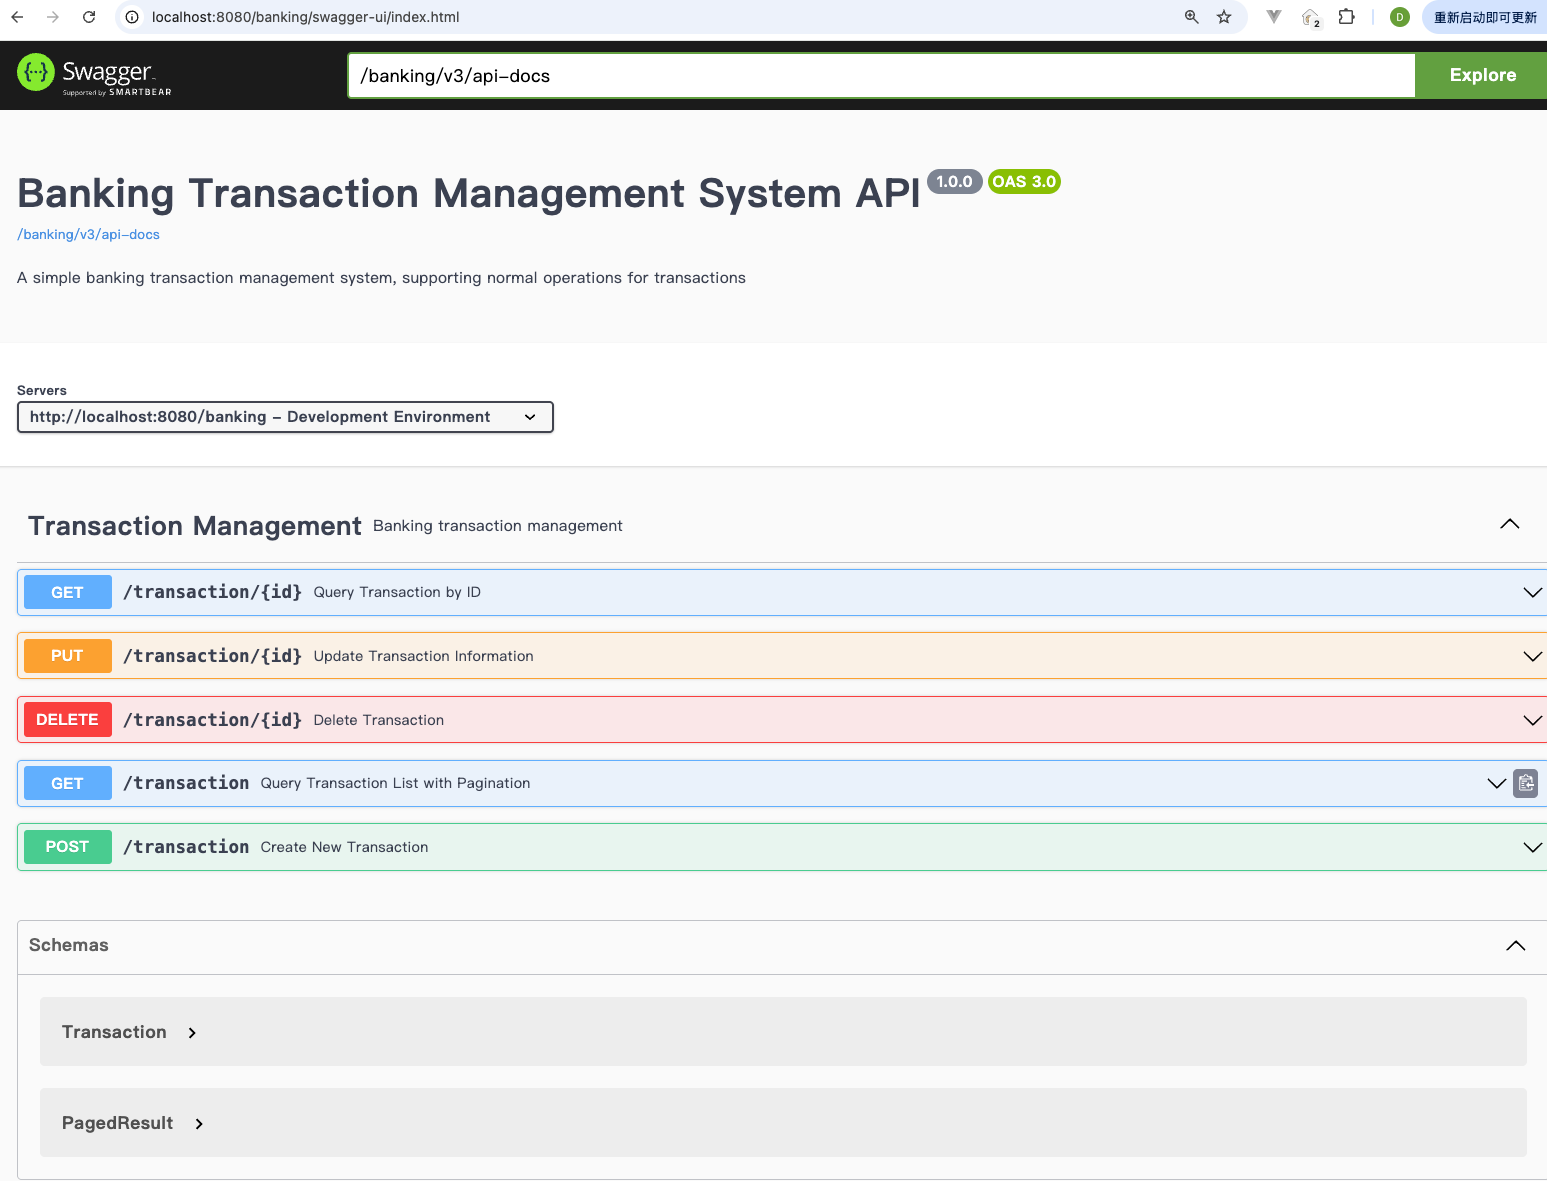 localhost:8080/banking/swagger-ui/index.html
2
D
重新启动即可更新
Swagger
Supported by SMARTBEAR
/banking/v3/api-docs
Explore
Banking Transaction Management System API 1.0.0 OAS 3.0
/banking/v3/api-docs
A simple banking transaction management system, supporting normal operations for transactions
Servers
http://localhost:8080/banking - Development Environment
Transaction Management Banking transaction management
GET /transaction/{id} Query Transaction by ID
PUT /transaction/{id} Update Transaction Information
DELETE /transaction/{id} Delete Transaction
GET /transaction Query Transaction List with Pagination
POST /transaction Create New Transaction
Schemas
Transaction
PagedResult